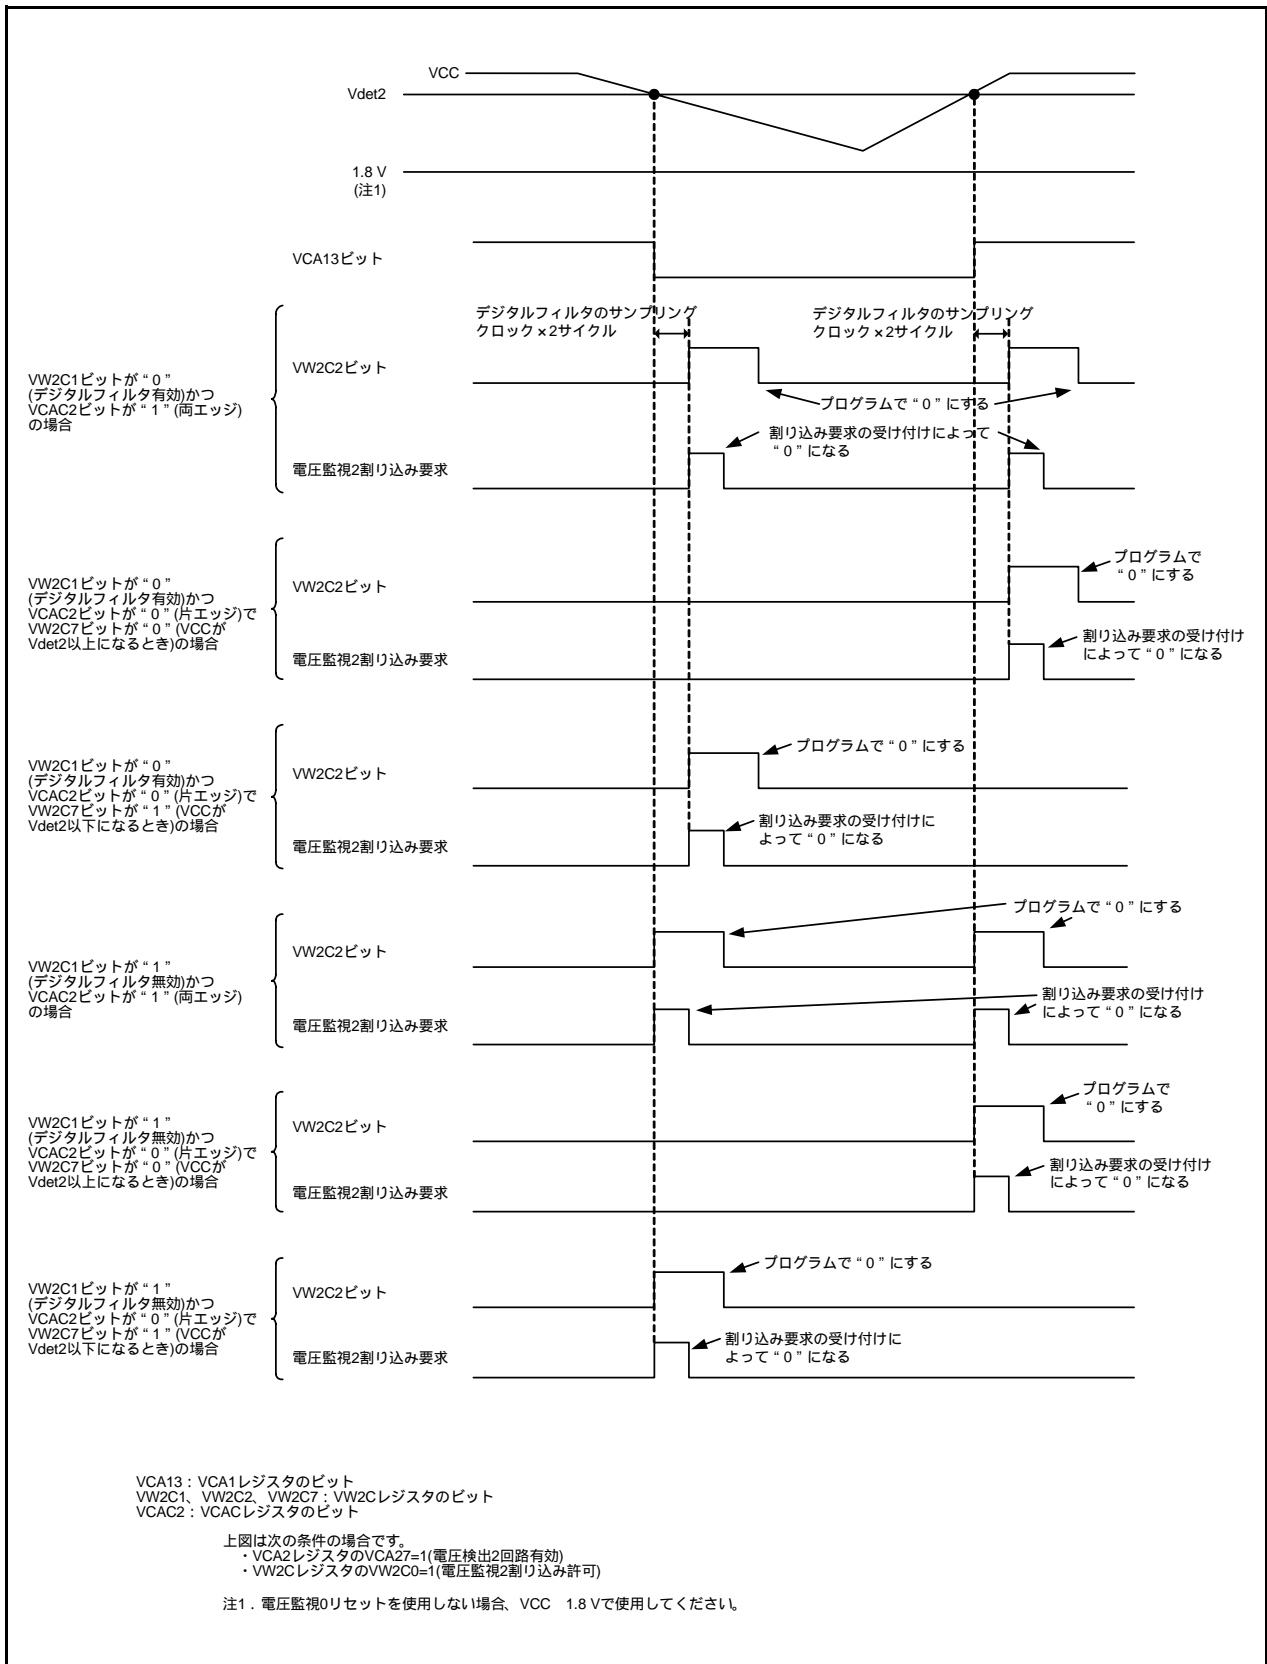 VCC
Vdet2
1.8 V
(注1)
VCA13ビット
デジタルフィルタのサンプリング
クロック×2サイクル
デジタルフィルタのサンプリング
クロック×2サイクル
VW2C1ビットが“0”
(デジタルフィルタ有効)かつ
VCAC2ビットが“1”(両エッジ)
の場合
VW2C2ビット
プログラムで“0”にする
割り込み要求の受け付けによって
“0”になる
電圧監視2割り込み要求
VW2C1ビットが“0”
(デジタルフィルタ有効)かつ
VCAC2ビットが“0”(片エッジ)で
VW2C7ビットが“0”(VCCが
Vdet2以上になるとき)の場合
VW2C2ビット
プログラムで
“0”にする
電圧監視2割り込み要求
割り込み要求の受け付け
によって“0”になる
VW2C1ビットが“0”
(デジタルフィルタ有効)かつ
VCAC2ビットが“0”(片エッジ)で
VW2C7ビットが“1”(VCCが
Vdet2以下になるとき)の場合
VW2C2ビット
プログラムで“0”にする
電圧監視2割り込み要求
割り込み要求の受け付けに
よって“0”になる
VW2C1ビットが“1”
(デジタルフィルタ無効)かつ
VCAC2ビットが“1”(両エッジ)
の場合
VW2C2ビット
プログラムで“0”にする
電圧監視2割り込み要求
割り込み要求の受け付け
によって“0”になる
VW2C1ビットが“1”
(デジタルフィルタ無効)かつ
VCAC2ビットが“0”(片エッジ)で
VW2C7ビットが“0”(VCCが
Vdet2以上になるとき)の場合
VW2C2ビット
プログラムで
“0”にする
電圧監視2割り込み要求
割り込み要求の受け付け
によって“0”になる
VW2C1ビットが“1”
(デジタルフィルタ無効)かつ
VCAC2ビットが“0”(片エッジ)で
VW2C7ビットが“1”(VCCが
Vdet2以下になるとき)の場合
VW2C2ビット
プログラムで“0”にする
電圧監視2割り込み要求
割り込み要求の受け付けに
よって“0”になる
VCA13：VCA1レジスタのビット
VW2C1、VW2C2、VW2C7：VW2Cレジスタのビット
VCAC2：VCACレジスタのビット
上図は次の条件の場合です。
・VCA2レジスタのVCA27=1(電圧検出2回路有効)
・VW2CレジスタのVW2C0=1(電圧監視2割り込み許可)
注1．電圧監視0リセットを使用しない場合、VCC　1.8 Vで使用してください。